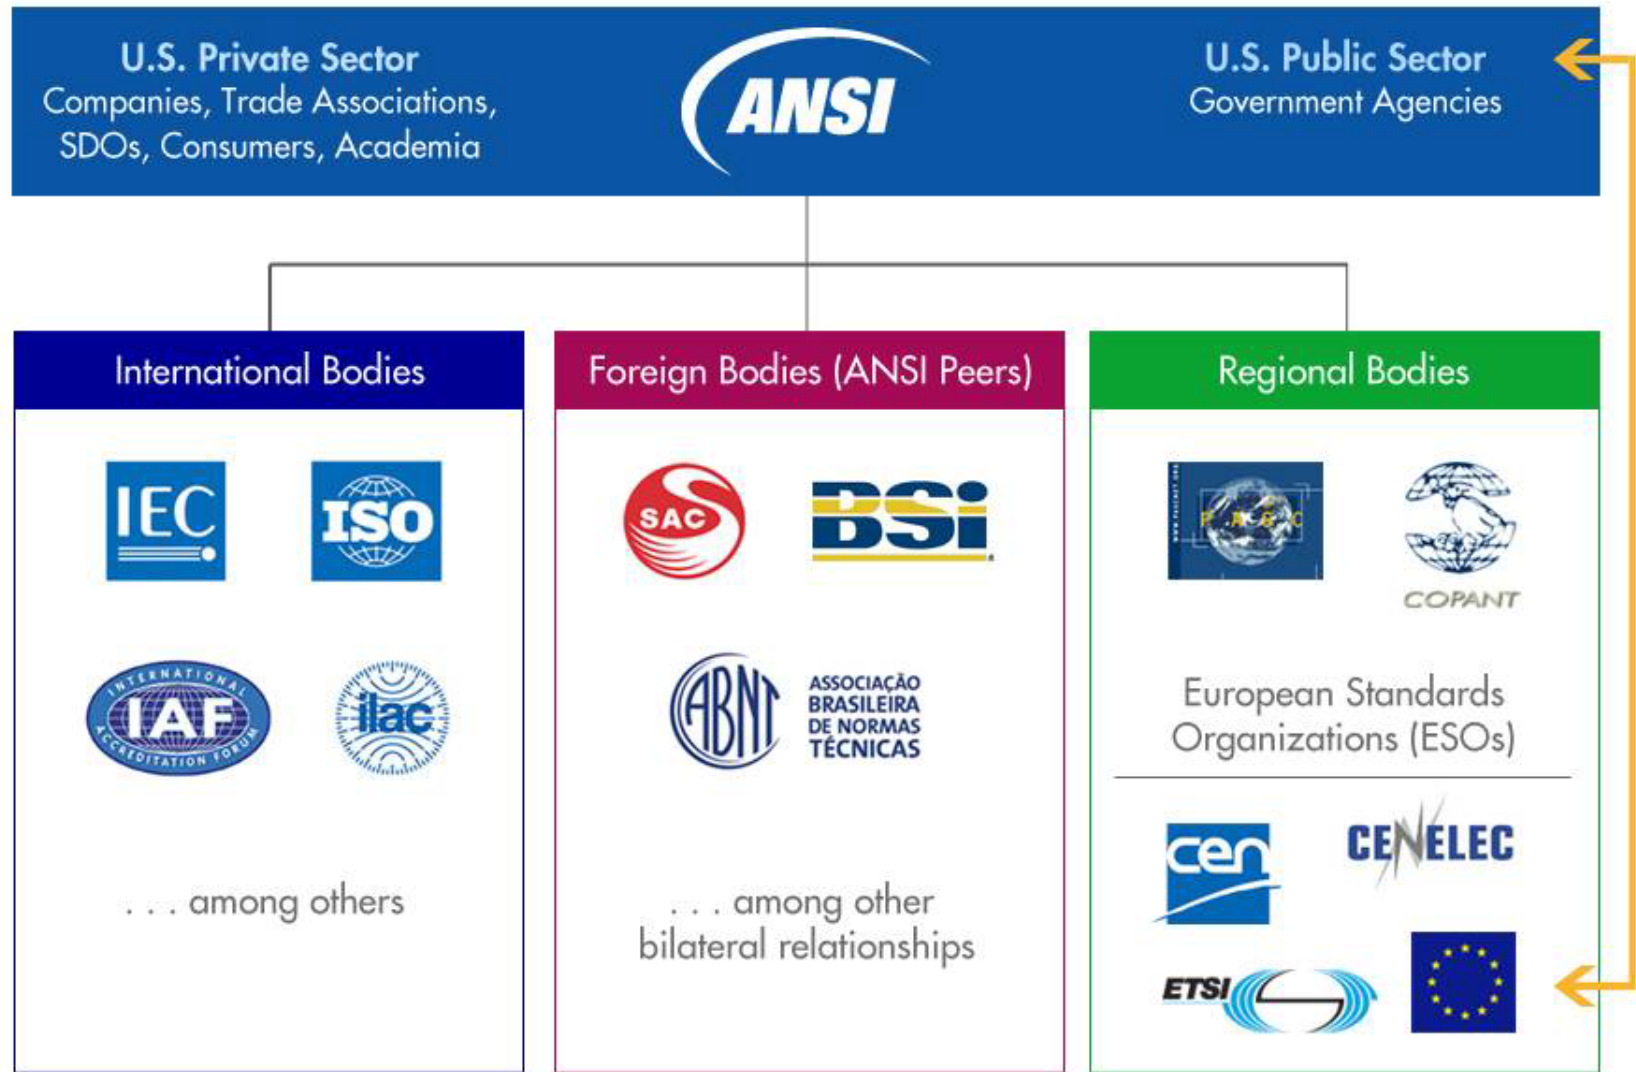 U.S. Private Sector
Companies, Trade Associations,
SDOs, Consumers, Academia
ANSI
U.S. Public Sector
Government Agencies
International Bodies
IEC
ISO
INTERNATIONAL
IAF
ACCREDITATION FORUM
ilac
. . . among others
Foreign Bodies (ANSI Peers)
SAC
BSi
ABNT
ASSOCIAÇÃO
BRASILEIRA
DE NORMAS
TÉCNICAS
. . . among other
bilateral relationships
Regional Bodies
PASC
COPANT
European Standards
Organizations (ESOs)
cen
CENELEC
ETSI